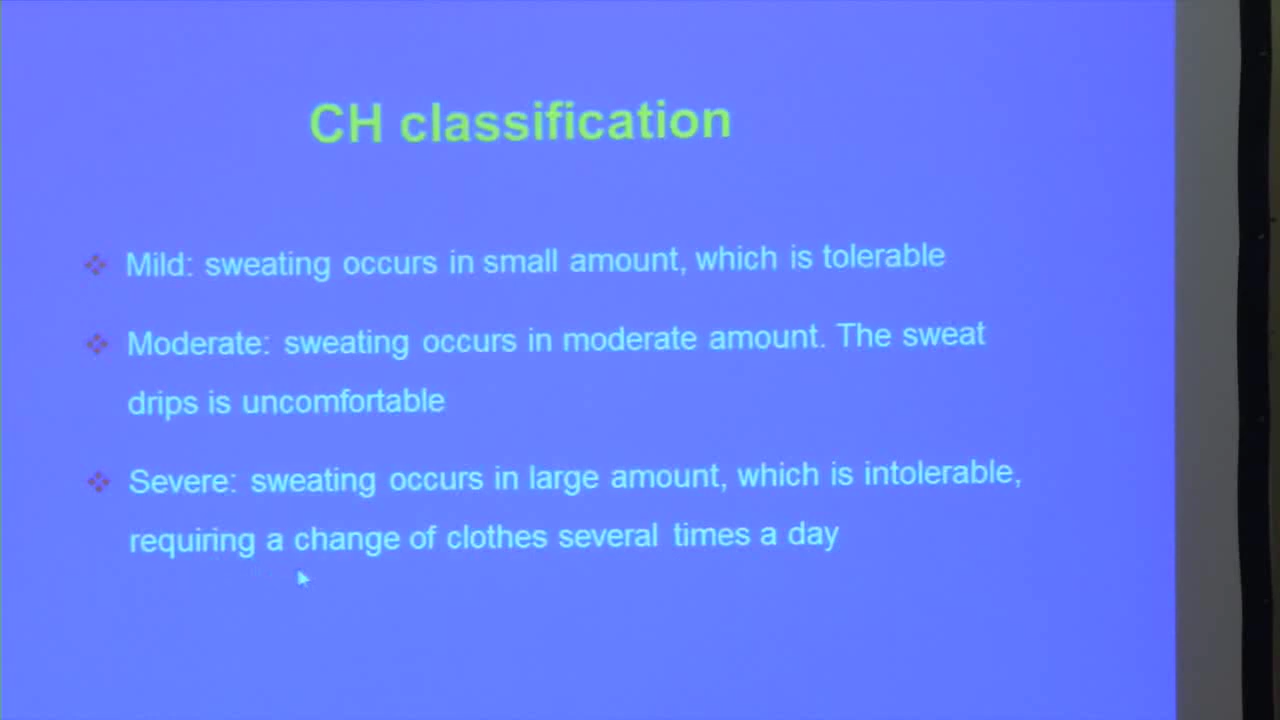 CH classification
Mild: sweating occurs in small amount, which is tolerable
Moderate: sweating occurs in moderate amount. The sweat
drips is uncomfortable
Severe: sweating occurs in large amount, which is intolerable,
requiring a change of clothes several times a day